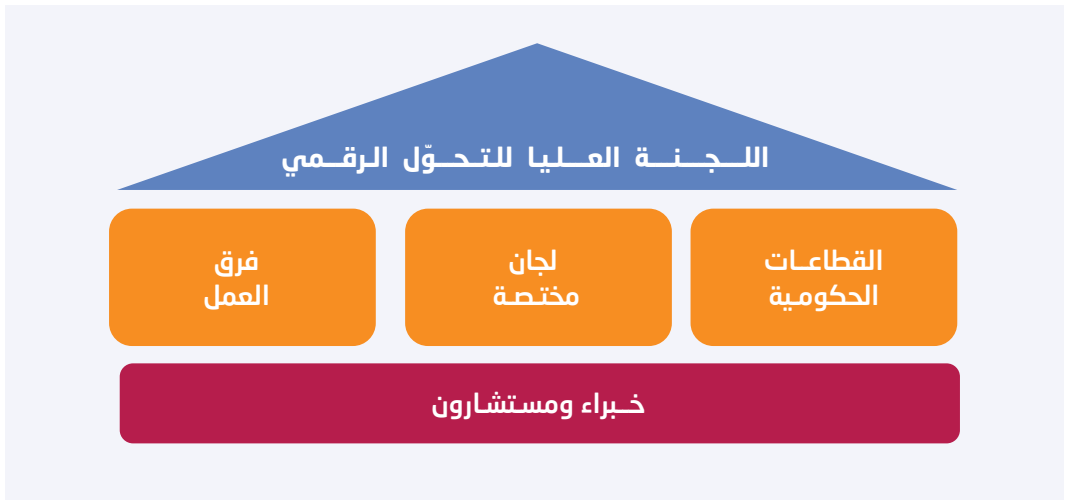 اللجنة العليا للتحوّل الرقمي
القطاعات
الحكومية
لجان
مختصة
فرق
العمل
خبراء ومستشارون